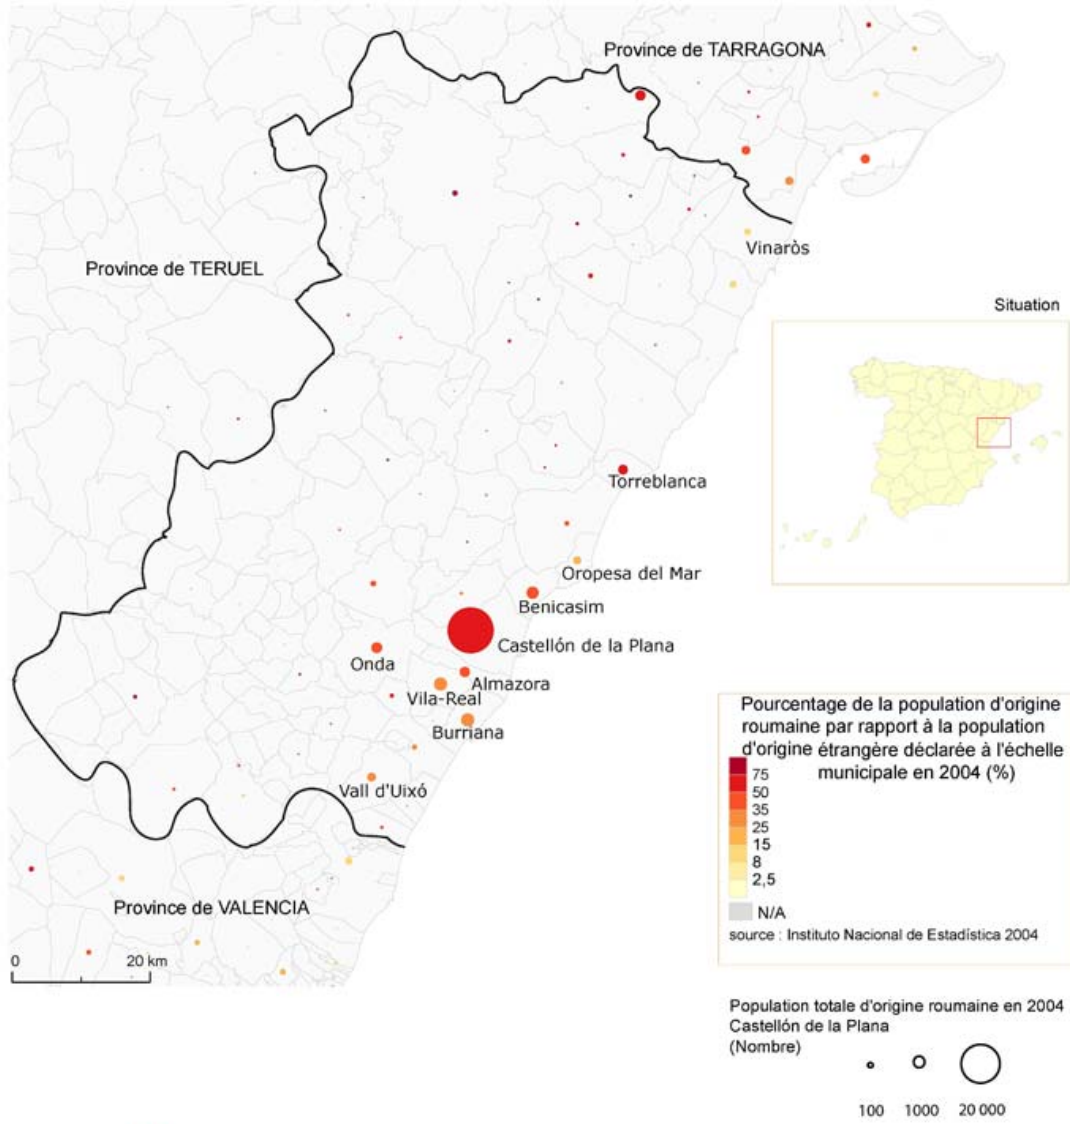 Province de TARRAGONA
Province de TERUEL
Vinaròs
Situation
Torreblanca
Oropesa del Mar
Benicasim
Castellón de la Plana
Onda
Almazora
Vila-Real
Burriana
Vall d'Uixó
Province de VALENCIA
0 20 km
Pourcentage de la population d'origine
roumaine par rapport à la population
d'origine étrangère déclarée à l'échelle
municipale en 2004 (%)
75
50
35
25
15
8
2,5
N/A
source : Instituto Nacional de Estadística 2004
Population totale d'origine roumaine en 2004
Castellón de la Plana
(Nombre)
100 1000 20 000